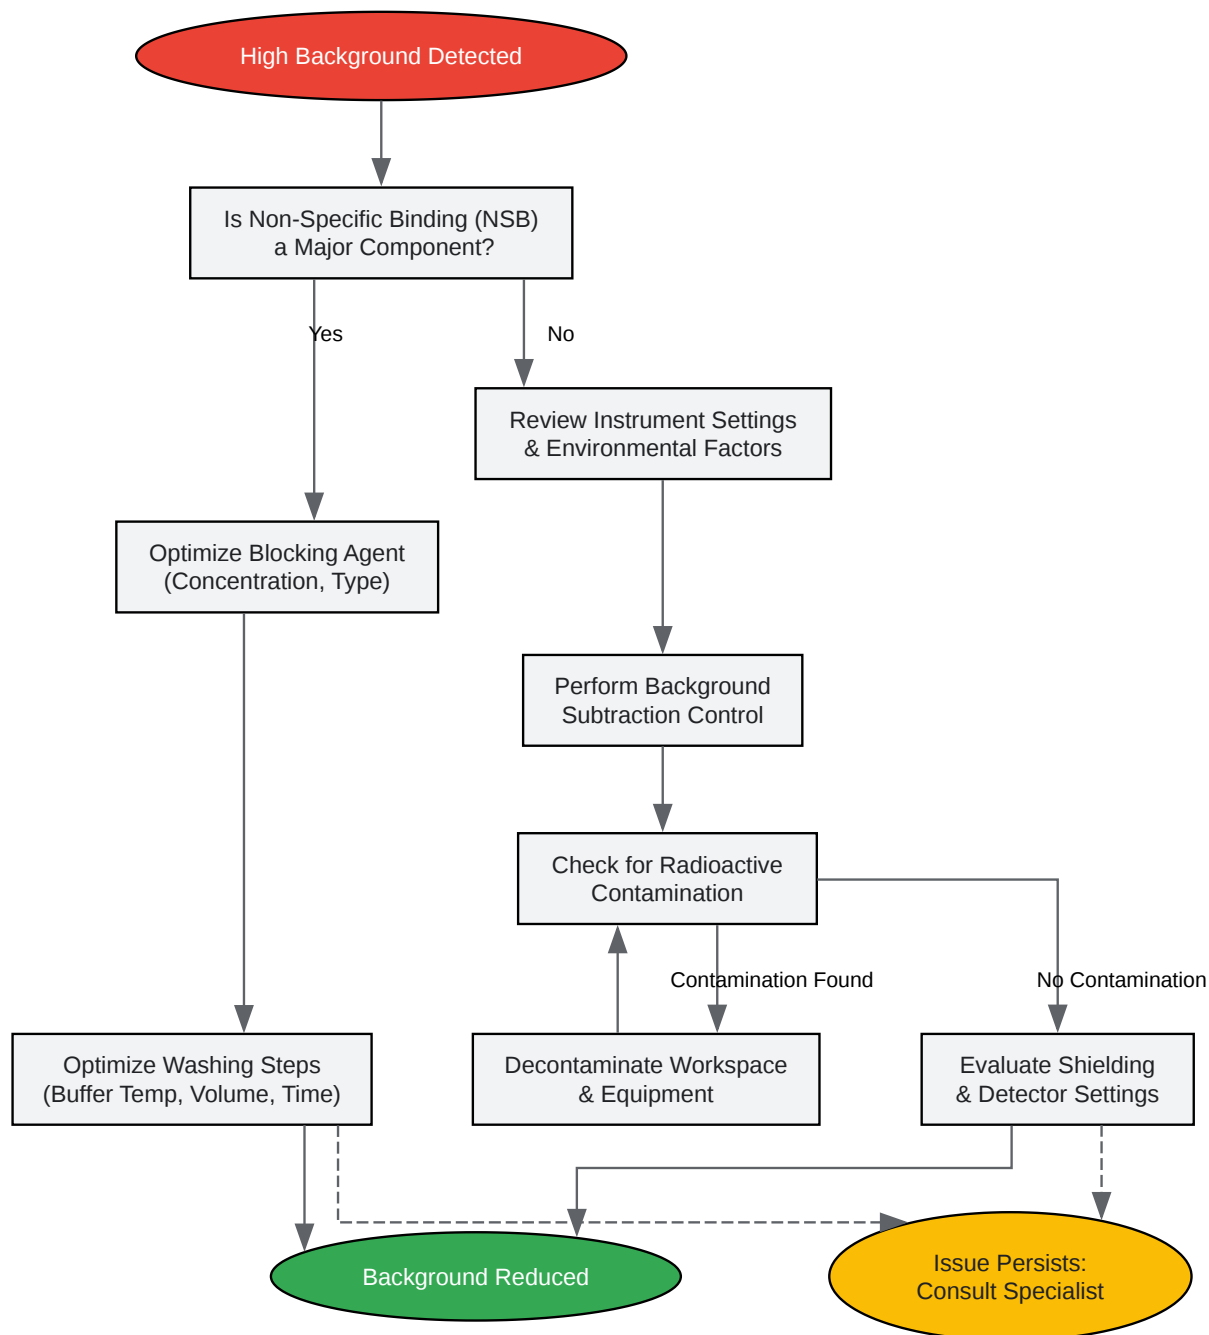 High Background Detected
Is Non-Specific Binding (NSB)
a Major Component?
Yes
No
Review Instrument Settings
& Environmental Factors
Optimize Blocking Agent
(Concentration, Type)
Perform Background
Subtraction Control
Check for Radioactive
Contamination
Contamination Found
No Contamination
Optimize Washing Steps
(Buffer Temp, Volume, Time)
Decontaminate Workspace
& Equipment
Evaluate Shielding
& Detector Settings
Background Reduced
Issue Persists:
Consult Specialist